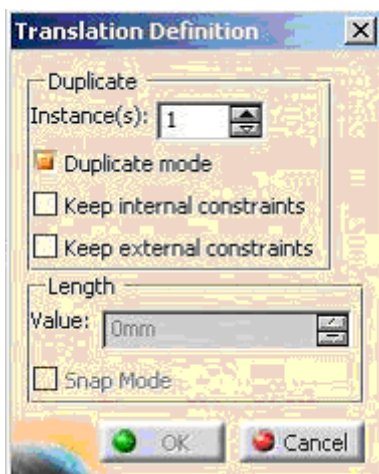 Translation Definition
Duplicate
Instance(s): 1
Duplicate mode
Keep internal constraints
Keep external constraints
Length
Value: 0mm
Snap Mode
OK Cancel